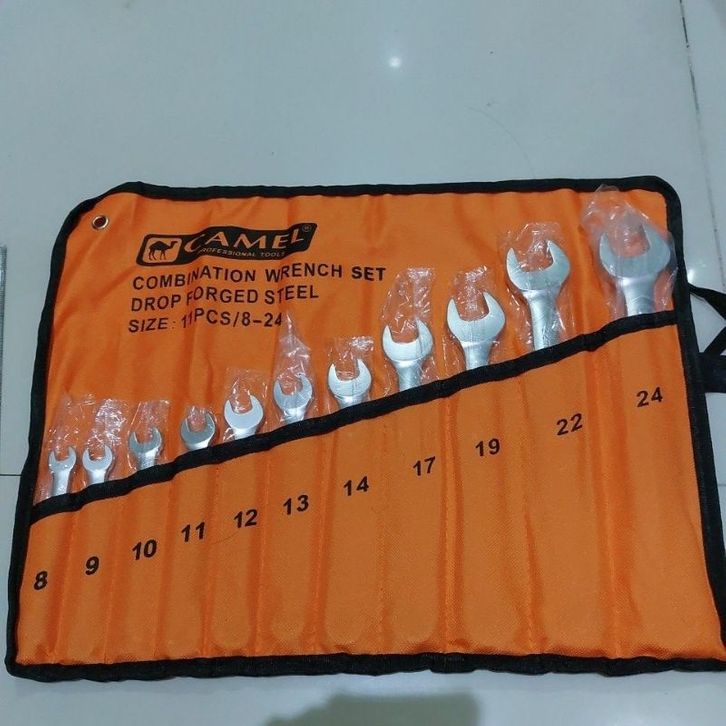 CAMEL®
PROFESSIONAL TOOLS
COMBINATION WRENCH SET
DROP FORGED STEEL
SIZE: 11PCS/8-24
8
9
10
11
12
13
14
17
19
22
24